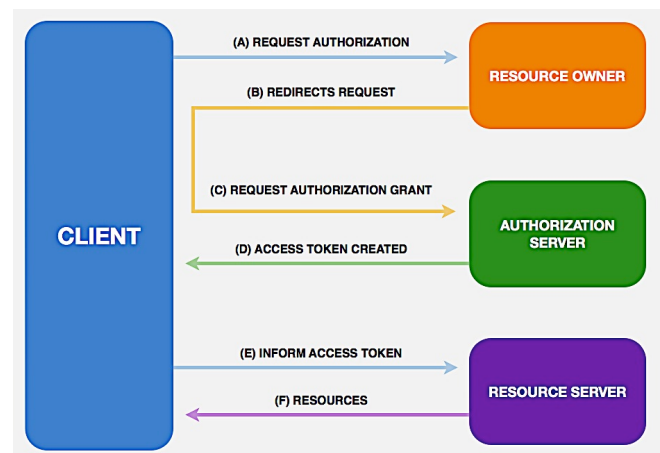 (A) REQUEST AUTHORIZATION
RESOURCE OWNER
(B) REDIRECTS REQUEST
(C) REQUEST AUTHORIZATION GRANT
CLIENT
AUTHORIZATION
SERVER
(D) ACCESS TOKEN CREATED
(E) INFORM ACCESS TOKEN
RESOURCE SERVER
(F) RESOURCES